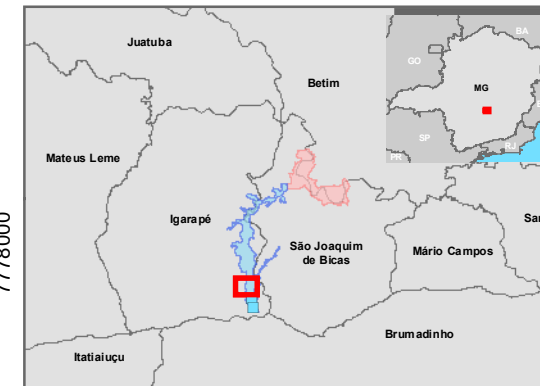 Juatuba
BA
GO
Betim
MG
Mateus Leme
SP
RJ
PR
Igarapé
São Joaquim
de Bicas
Mário Campos
7778000
Brumadinho
Itatiaiuçu